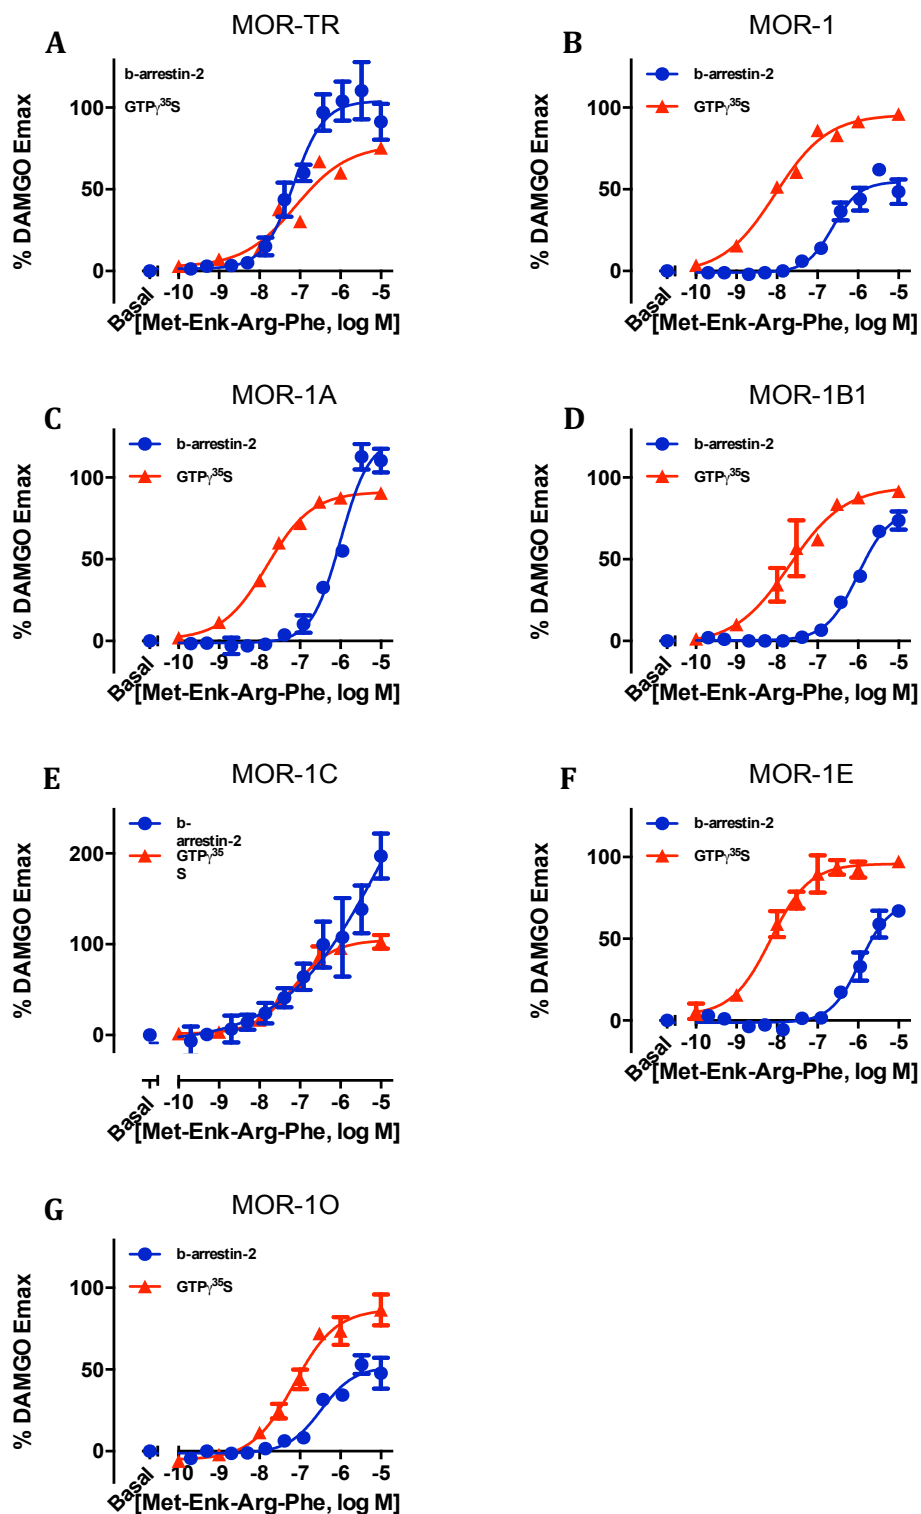 A
MOR-TR
b-arrestin-2
GTPγ³⁵S
% DAMGO Emax
100
50
0
Basal
-10 -9 -8 -7 -6 -5
[Met-Enk-Arg-Phe, log M]
B
MOR-1
b-arrestin-2
GTPγ³⁵S
% DAMGO Emax
100
50
0
Basal
-10 -9 -8 -7 -6 -5
[Met-Enk-Arg-Phe, log M]
C
MOR-1A
b-arrestin-2
GTPγ³⁵S
% DAMGO Emax
100
50
0
Basal
-10 -9 -8 -7 -6 -5
[Met-Enk-Arg-Phe, log M]
D
MOR-1B1
b-arrestin-2
GTPγ³⁵S
% DAMGO Emax
100
50
0
Basal
-10 -9 -8 -7 -6 -5
[Met-Enk-Arg-Phe, log M]
E
MOR-1C
b-
arrestin-2
GTPγ³⁵
S
% DAMGO Emax
200
100
0
Basal
-10 -9 -8 -7 -6 -5
[Met-Enk-Arg-Phe, log M]
F
MOR-1E
b-arrestin-2
GTPγ³⁵S
% DAMGO Emax
100
50
0
Basal
-10 -9 -8 -7 -6 -5
[Met-Enk-Arg-Phe, log M]
G
MOR-1O
b-arrestin-2
GTPγ³⁵S
% DAMGO Emax
100
50
0
Basal
-10 -9 -8 -7 -6 -5
[Met-Enk-Arg-Phe, log M]